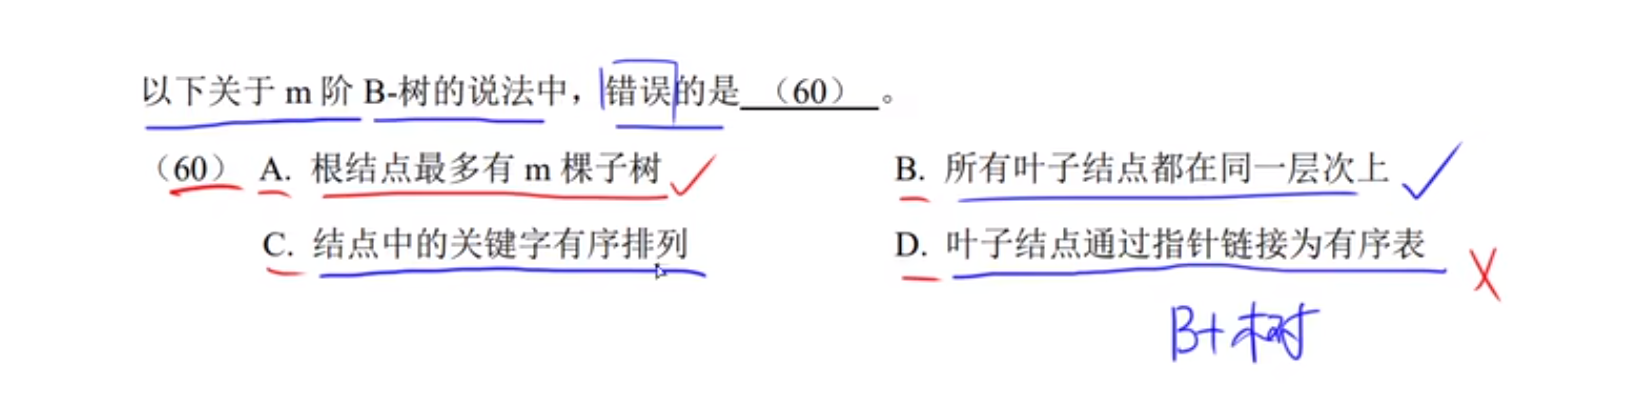 以下关于 m 阶 B-树的说法中，错误的是 （60） 。
（60） A. 根结点最多有 m 棵子树 B. 所有叶子结点都在同一层次上
C. 结点中的关键字有序排列 D. 叶子结点通过指针链接为有序表
B+树